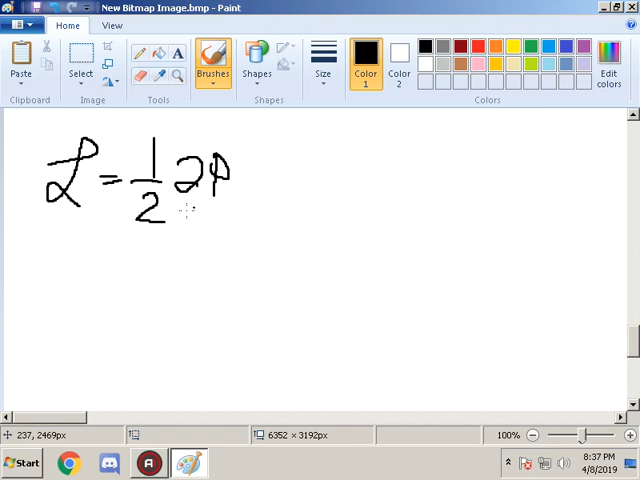 New Bitmap Image.bmp - Paint
Home View
Paste Select Brushes Shapes Size Color 1 Color 2 Edit colors
Clipboard Image Tools Shapes Colors
ℒ = 1/2 ∂φ
237, 2469px 6352 × 3192px 100%
Start 8:37 PM
4/8/2019